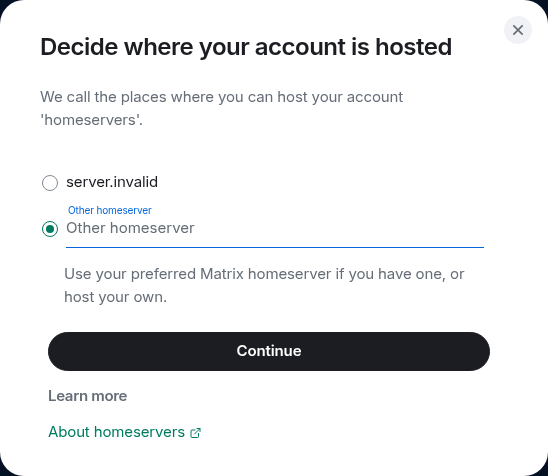 Decide where your account is hosted
We call the places where you can host your account
'homeservers'.
server.invalid
Other homeserver
Other homeserver
Use your preferred Matrix homeserver if you have one, or
host your own.
Continue
Learn more
About homeservers